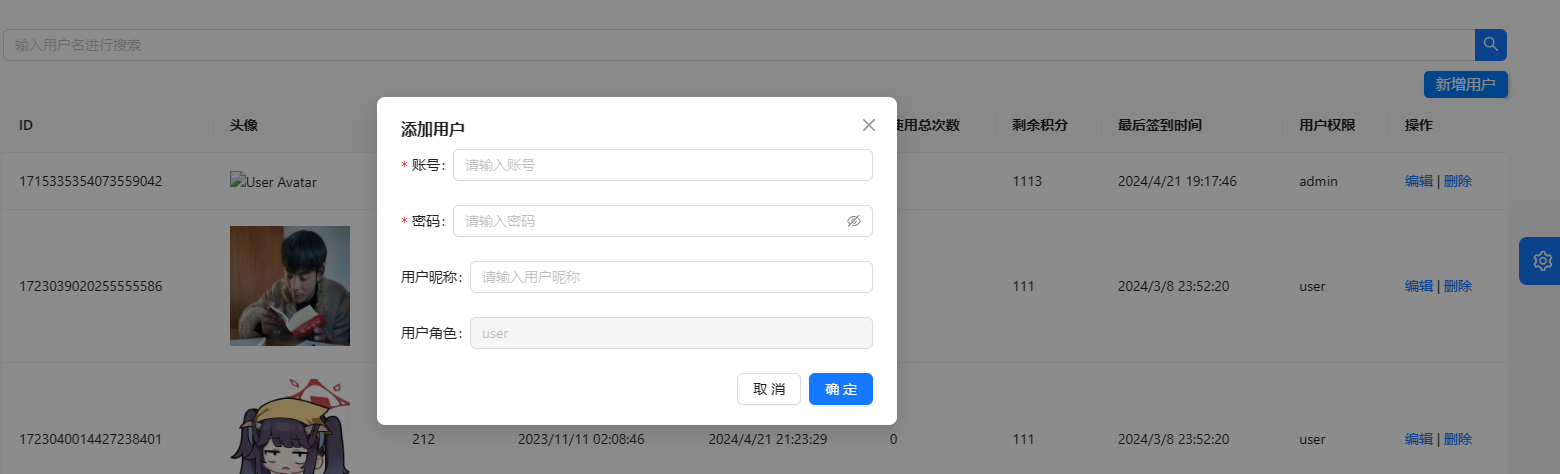 输入用户名进行搜索
新增用户
ID 头像 使用总次数 剩余积分 最后签到时间 用户权限 操作
添加用户
* 账号: 请输入账号
1715335354073559042 User Avatar 1113 2024/4/21 19:17:46 admin 编辑 | 删除
* 密码: 请输入密码
用户昵称: 请输入用户昵称
1723039020255555586 111 2024/3/8 23:52:20 user 编辑 | 删除
用户角色: user
取 消 确 定
1723040014427238401 212 2023/11/11 02:08:46 2024/4/21 21:23:29 0 111 2024/3/8 23:52:20 user 编辑 | 删除